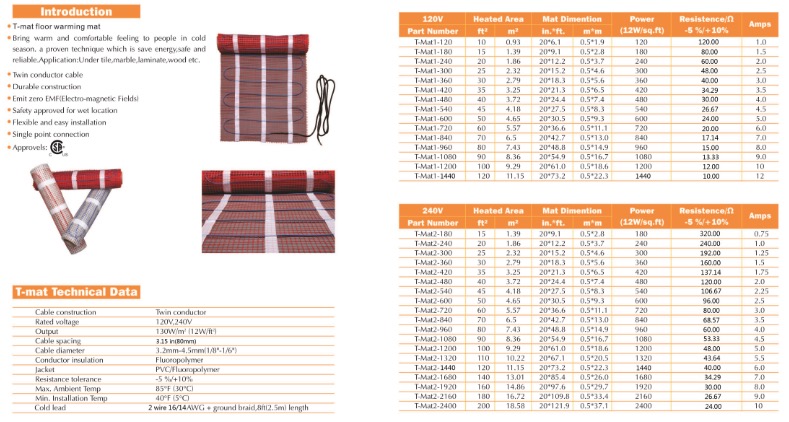 Introduction
• T-mat floor warming mat
• Bring warm and comfortable feeling to people in cold
season. a proven technique which is save energy,safe and
reliable.Application:Under tile,marble,laminate,wood etc.
• Twin conductor cable
• Durable construction
• Emit zero EMF(Electro-magnetic Fields)
• Safety approved for wet location
• Flexible and easy installation
• Single point connection
• Approvels:
T-mat Technical Data
Cable construction Twin conductor
Rated voltage 120V,240V
Output 130W/m² (12W/ft²)
Cable spacing 3.15 in(80mm)
Cable diameter 3.2mm-4.5mm(1/8"-1/6")
Conductor insulation Fluoropolymer
Jacket PVC/Fluoropolymer
Resistance tolerance -5 %/+10%
Max. Ambient Temp 85°F (30°C)
Min. Installation Temp 40°F (5°C)
Cold lead 2 wire 16/14AWG + ground braid,8ft(2.5m) length
120V Heated Area Mat Dimention Power Resistence/Ω Amps
Part Number ft² m² in.*ft. m*m (12W/sq.ft) -5 %/+10%
T-Mat1-120 10 0.93 20*6.1 0.5*1.9 120 120.00 1.0
T-Mat1-180 15 1.39 20*9.1 0.5*2.8 180 80.00 1.5
T-Mat1-240 20 1.86 20*12.2 0.5*3.7 240 60.00 2.0
T-Mat1-300 25 2.32 20*15.2 0.5*4.6 300 48.00 2.5
T-Mat1-360 30 2.79 20*18.3 0.5*5.6 360 40.00 3.0
T-Mat1-420 35 3.25 20*21.3 0.5*6.5 420 34.29 3.5
T-Mat1-480 40 3.72 20*24.4 0.5*7.4 480 30.00 4.0
T-Mat1-540 45 4.18 20*27.5 0.5*8.3 540 26.67 4.5
T-Mat1-600 50 4.65 20*30.5 0.5*9.3 600 24.00 5.0
T-Mat1-720 60 5.57 20*36.6 0.5*11.1 720 20.00 6.0
T-Mat1-840 70 6.5 20*42.7 0.5*13.0 840 17.14 7.0
T-Mat1-960 80 7.43 20*48.8 0.5*14.9 960 15.00 8.0
T-Mat1-1080 90 8.36 20*54.9 0.5*16.7 1080 13.33 9.0
T-Mat1-1200 100 9.29 20*61.0 0.5*18.6 1200 12.00 10
T-Mat1-1440 120 11.15 20*73.2 0.5*22.3 1440 10.00 12
240V Heated Area Mat Dimention Power Resistence/Ω Amps
Part Number ft² m² in.*ft. m*m (12W/sq.ft) -5 %/+10%
T-Mat2-180 15 1.39 20*9.1 0.5*2.8 180 320.00 0.75
T-Mat2-240 20 1.86 20*12.2 0.5*3.7 240 240.00 1.0
T-Mat2-300 25 2.32 20*15.2 0.5*4.6 300 192.00 1.25
T-Mat2-360 30 2.79 20*18.3 0.5*5.6 360 160.00 1.5
T-Mat2-420 35 3.25 20*21.3 0.5*6.5 420 137.14 1.75
T-Mat2-480 40 3.72 20*24.4 0.5*7.4 480 120.00 2.0
T-Mat2-540 45 4.18 20*27.5 0.5*8.3 540 106.67 2.25
T-Mat2-600 50 4.65 20*30.5 0.5*9.3 600 96.00 2.5
T-Mat2-720 60 5.57 20*36.6 0.5*11.1 720 80.00 3.0
T-Mat2-840 70 6.5 20*42.7 0.5*13.0 840 68.57 3.5
T-Mat2-960 80 7.43 20*48.8 0.5*14.9 960 60.00 4.0
T-Mat2-1080 90 8.36 20*54.9 0.5*16.7 1080 53.33 4.5
T-Mat2-1200 100 9.29 20*61.0 0.5*18.6 1200 48.00 5.0
T-Mat2-1320 110 10.22 20*67.1 0.5*20.5 1320 43.64 5.5
T-Mat2-1440 120 11.15 20*73.2 0.5*22.3 1440 40.00 6.0
T-Mat2-1680 140 13.01 20*85.4 0.5*26.0 1680 34.29 7.0
T-Mat2-1920 160 14.86 20*97.6 0.5*29.7 1920 30.00 8.0
T-Mat2-2160 180 16.72 20*109.8 0.5*33.4 2160 26.67 9.0
T-Mat2-2400 200 18.58 20*121.9 0.5*37.1 2400 24.00 10